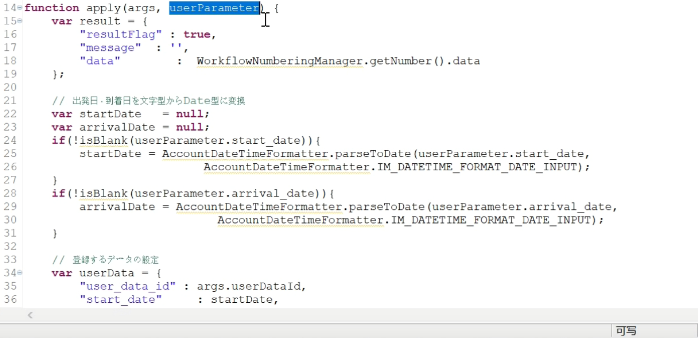 14 function apply(args, userParameter) {
15 var result = {
16 "resultFlag" : true,
17 "message" : '',
18 "data" : WorkflowNumberingManager.getNumber().data
19 };
20
21 // 出発日・到着日を文字型からDate型に変換
22 var startDate = null;
23 var arrivalDate = null;
24 if(!isBlank(userParameter.start_date)){
25 startDate = AccountDateTimeFormatter.parseToDate(userParameter.start_date,
26 AccountDateTimeFormatter.IM_DATETIME_FORMAT_DATE_INPUT);
27 }
28 if(!isBlank(userParameter.arrival_date)){
29 arrivalDate = AccountDateTimeFormatter.parseToDate(userParameter.arrival_date,
30 AccountDateTimeFormatter.IM_DATETIME_FORMAT_DATE_INPUT);
31 }
32
33 // 登録するデータの設定
34 var userData = {
35 "user_data_id" : args.userDataId,
36 "start_date" : startDate,
可写